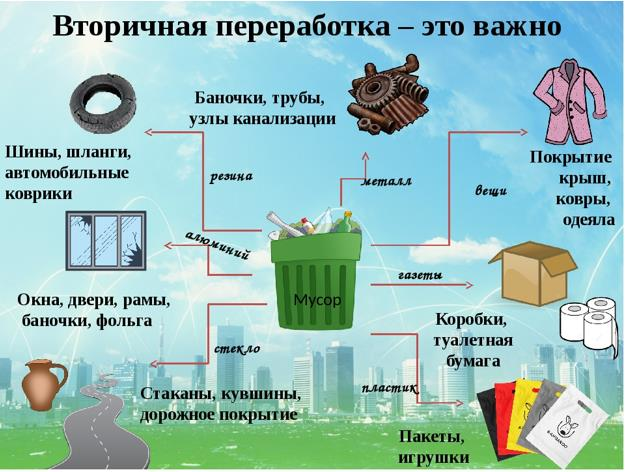 Вторичная переработка – это важно
Баночки, трубы,
узлы канализации
Шины, шланги,
автомобильные
коврики
резина
металл
вещи
Покрытие
крыш,
ковры,
одеяла
алюминий
Мусор
газеты
Окна, двери, рамы,
баночки, фольга
Коробки,
туалетная
бумага
стекло
Стаканы, кувшины,
дорожное покрытие
пластик
Пакеты,
игрушки